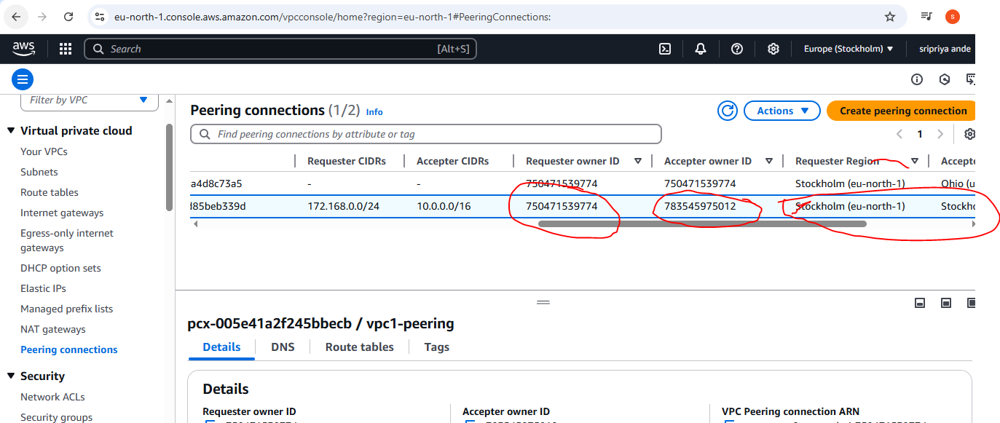 eu-north-1.console.aws.amazon.com/vpcconsole/home?region=eu-north-1#PeeringConnections:
S
aws
Search
[Alt+S]
Europe (Stockholm)
sripriya ande
Filter by VPC
Virtual private cloud
Your VPCs
Subnets
Route tables
Internet gateways
Egress-only internet
gateways
DHCP option sets
Elastic IPs
Managed prefix lists
NAT gateways
Peering connections
Security
Network ACLs
Security groups
Peering connections (1/2) Info
Actions
Create peering connection
Find peering connections by attribute or tag
1
Requester CIDRs Accepter CIDRs Requester owner ID Accepter owner ID Requester Region Accepte
a4d8c73a5 - - 750471539774 750471539774 Stockholm (eu-north-1) Ohio (u
d85beb339d 172.168.0.0/24 10.0.0.0/16 750471539774 783545975012 Stockholm (eu-north-1) Stockho
pcx-005e41a2f245bbecb / vpc1-peering
Details DNS Route tables Tags
Details
Requester owner ID Accepter owner ID VPC Peering connection ARN